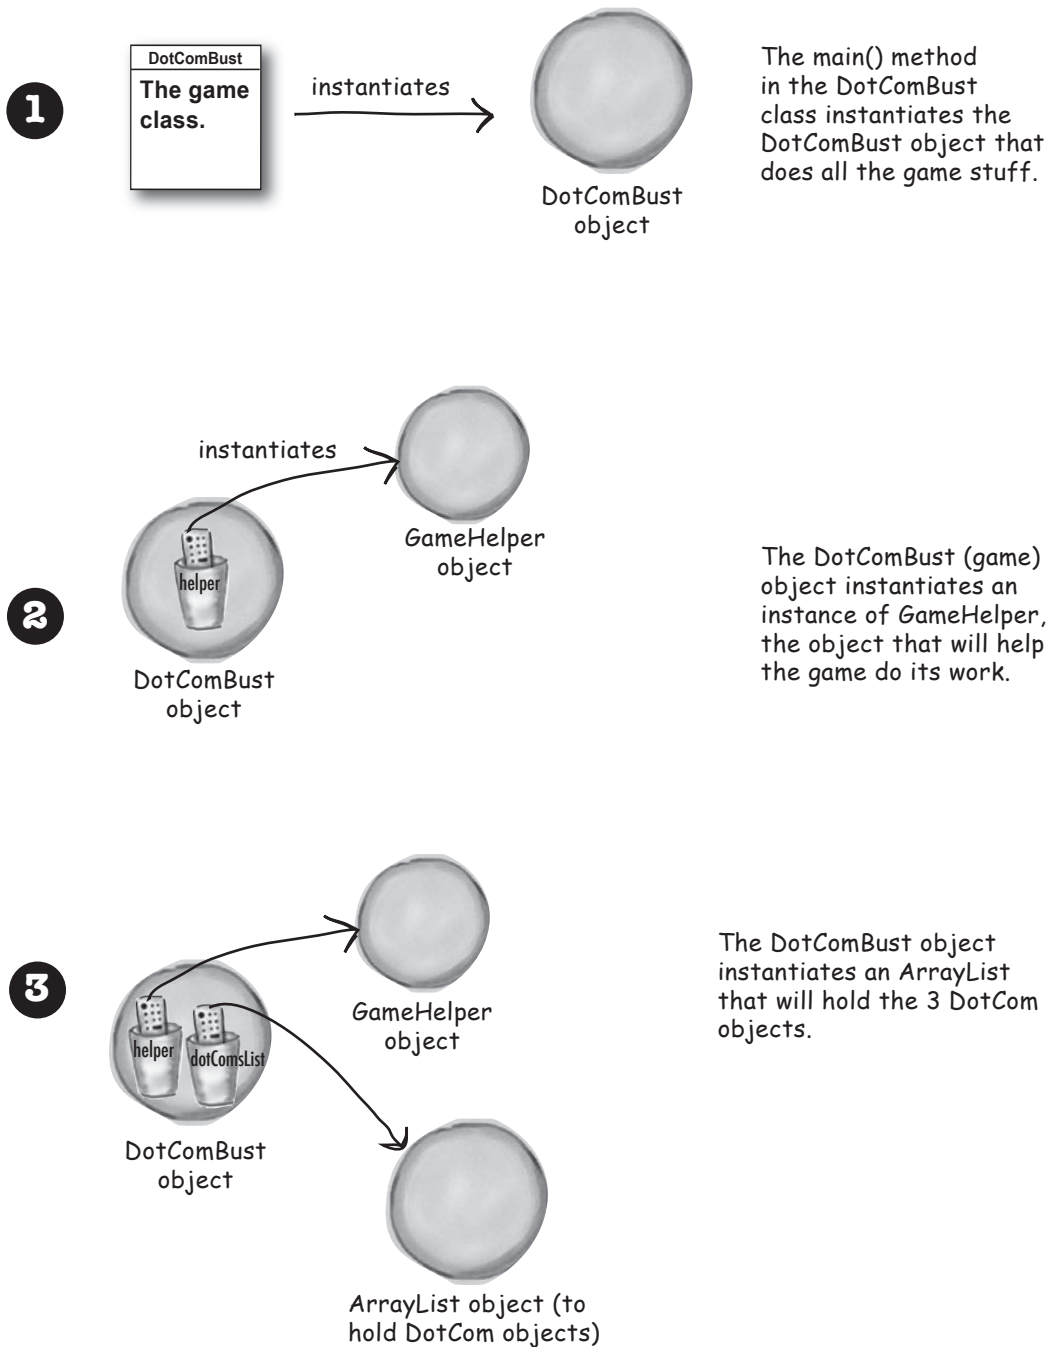 1
DotComBust
The game
class.
instantiates
DotComBust
object
The main() method
in the DotComBust
class instantiates the
DotComBust object that
does all the game stuff.
2
instantiates
helper
GameHelper
object
DotComBust
object
The DotComBust (game)
object instantiates an
instance of GameHelper,
the object that will help
the game do its work.
3
helper
dotComsList
GameHelper
object
DotComBust
object
ArrayList object (to
hold DotCom objects)
The DotComBust object
instantiates an ArrayList
that will hold the 3 DotCom
objects.